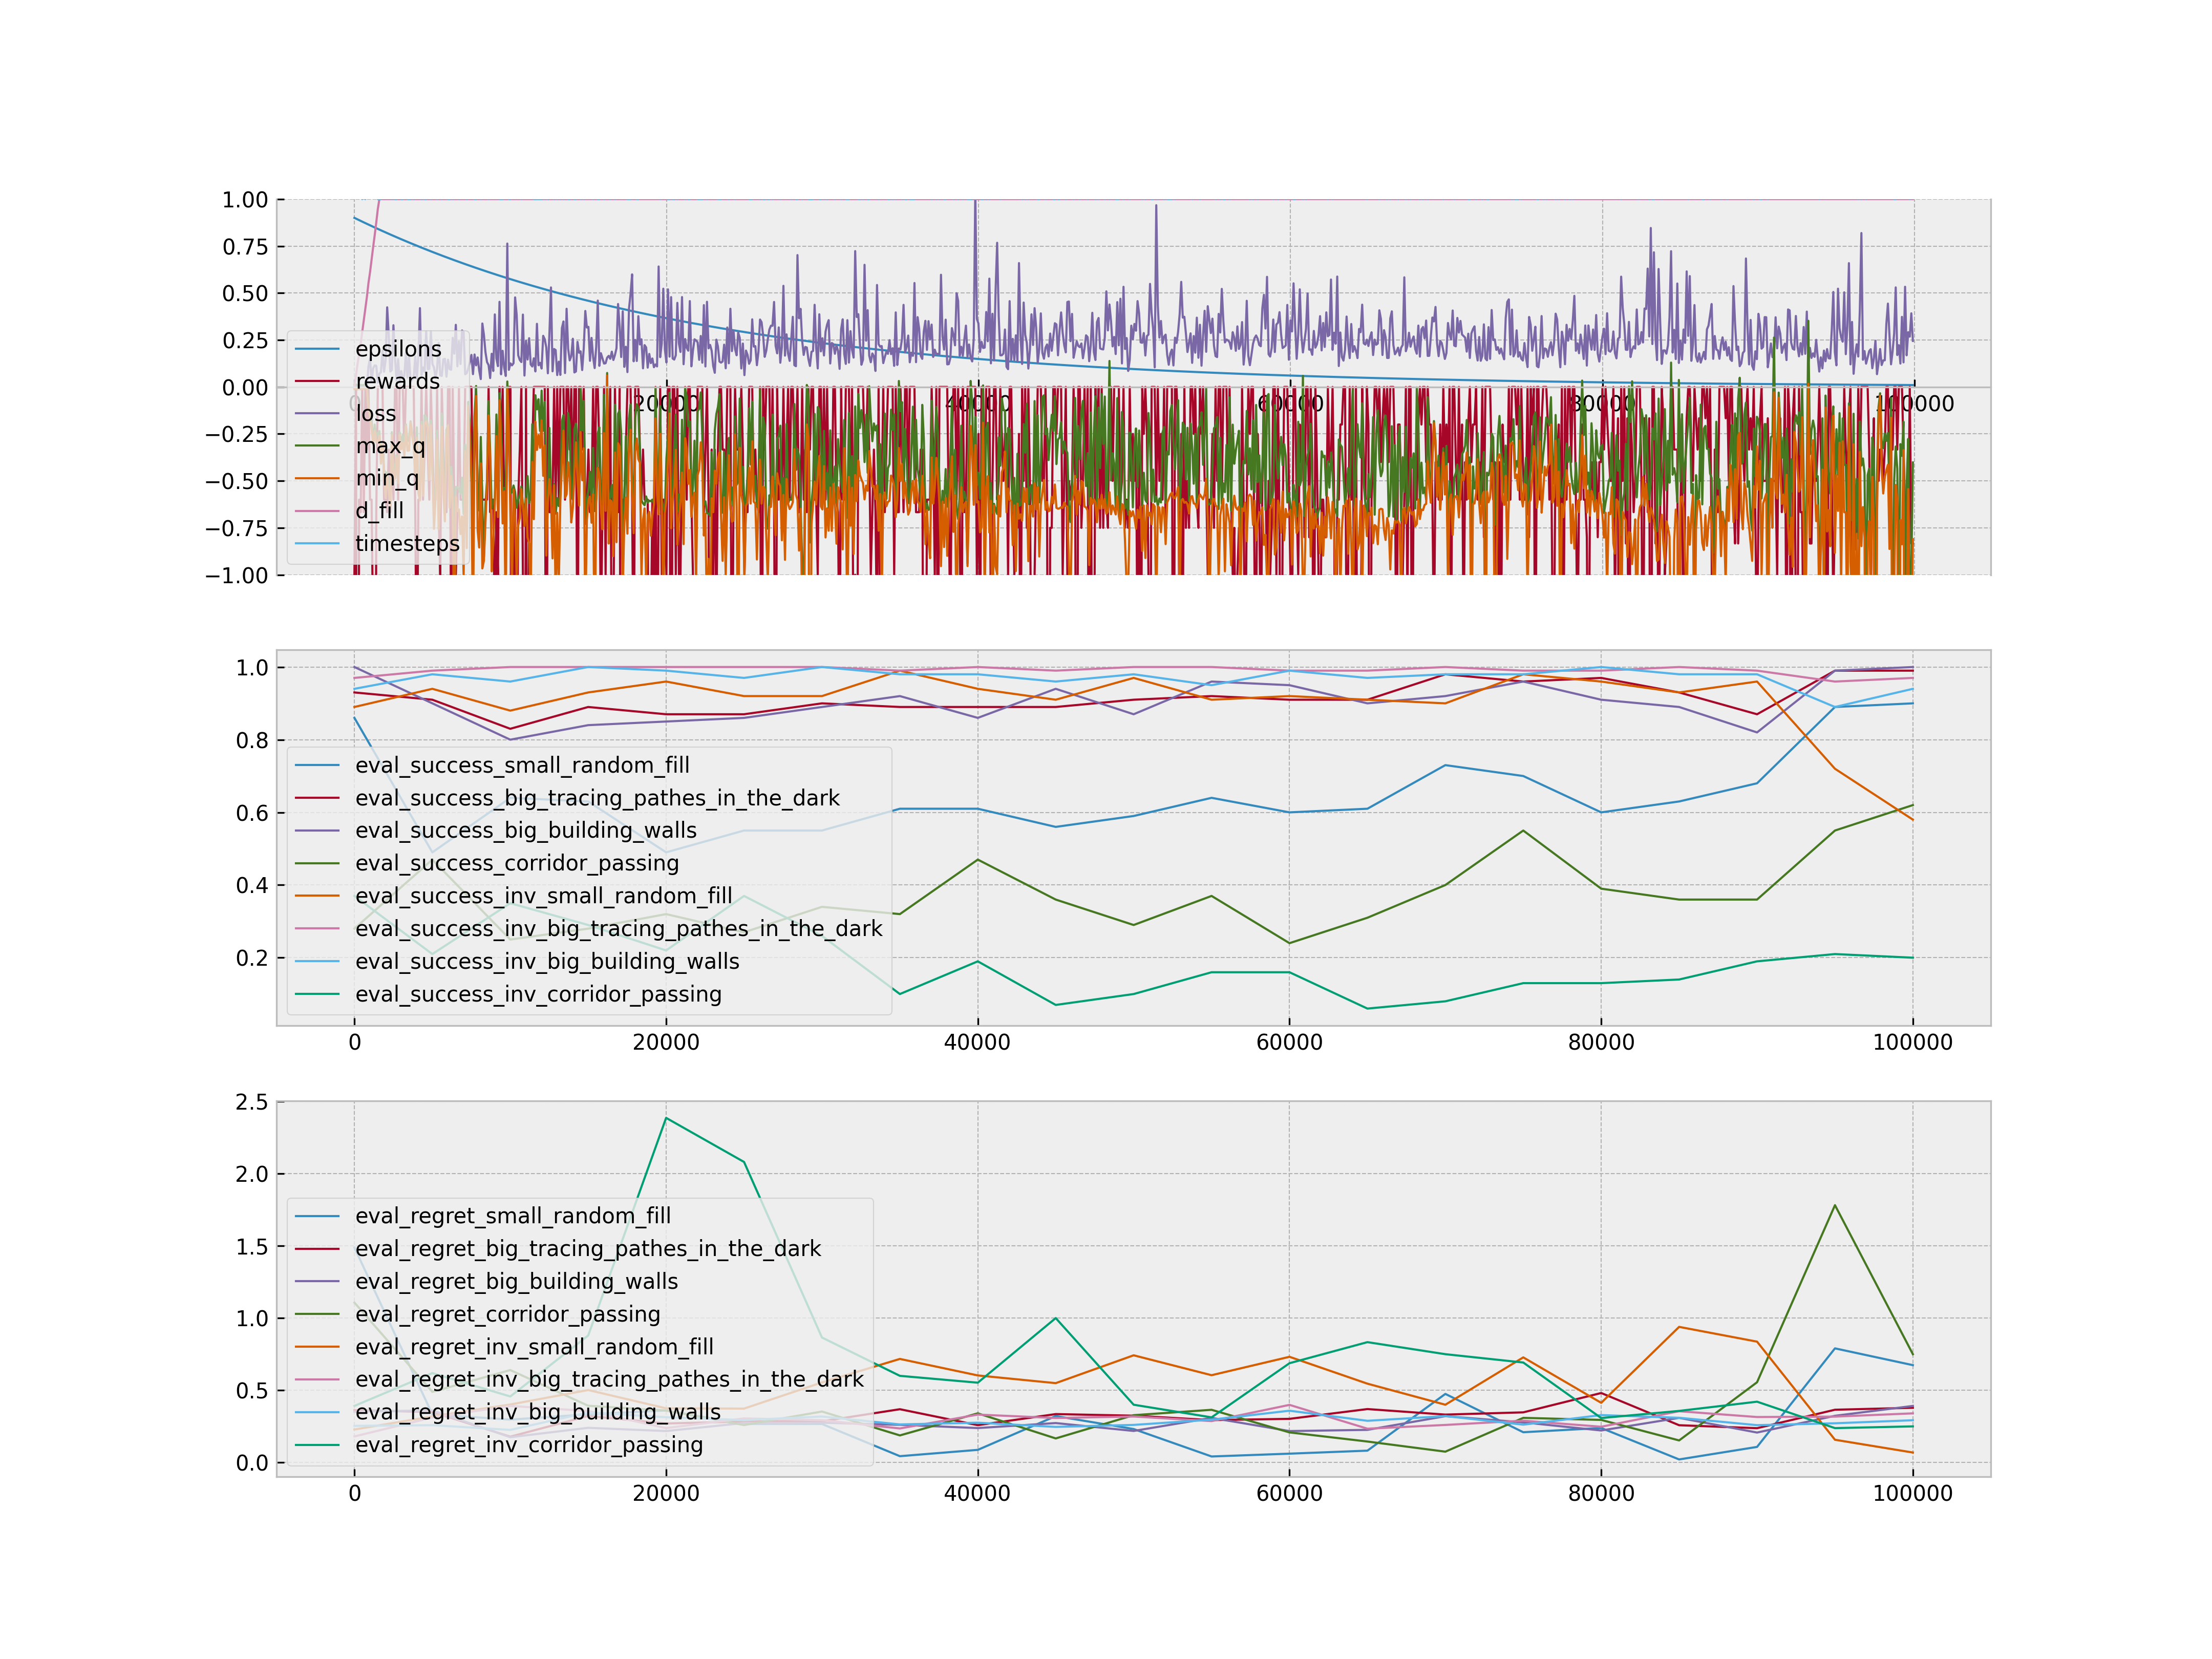 1.00
0.75
0.50
0.25
0.00
−0.25
−0.50
−0.75
−1.00
0 20000 40000 60000 80000 100000
epsilons
rewards
loss
max_q
min_q
d_fill
timesteps
1.0
0.8
0.6
0.4
0.2
eval_success_small_random_fill
eval_success_big_tracing_pathes_in_the_dark
eval_success_big_building_walls
eval_success_corridor_passing
eval_success_inv_small_random_fill
eval_success_inv_big_tracing_pathes_in_the_dark
eval_success_inv_big_building_walls
eval_success_inv_corridor_passing
0 20000 40000 60000 80000 100000
2.5
2.0
1.5
1.0
0.5
0.0
eval_regret_small_random_fill
eval_regret_big_tracing_pathes_in_the_dark
eval_regret_big_building_walls
eval_regret_corridor_passing
eval_regret_inv_small_random_fill
eval_regret_inv_big_tracing_pathes_in_the_dark
eval_regret_inv_big_building_walls
eval_regret_inv_corridor_passing
0 20000 40000 60000 80000 100000